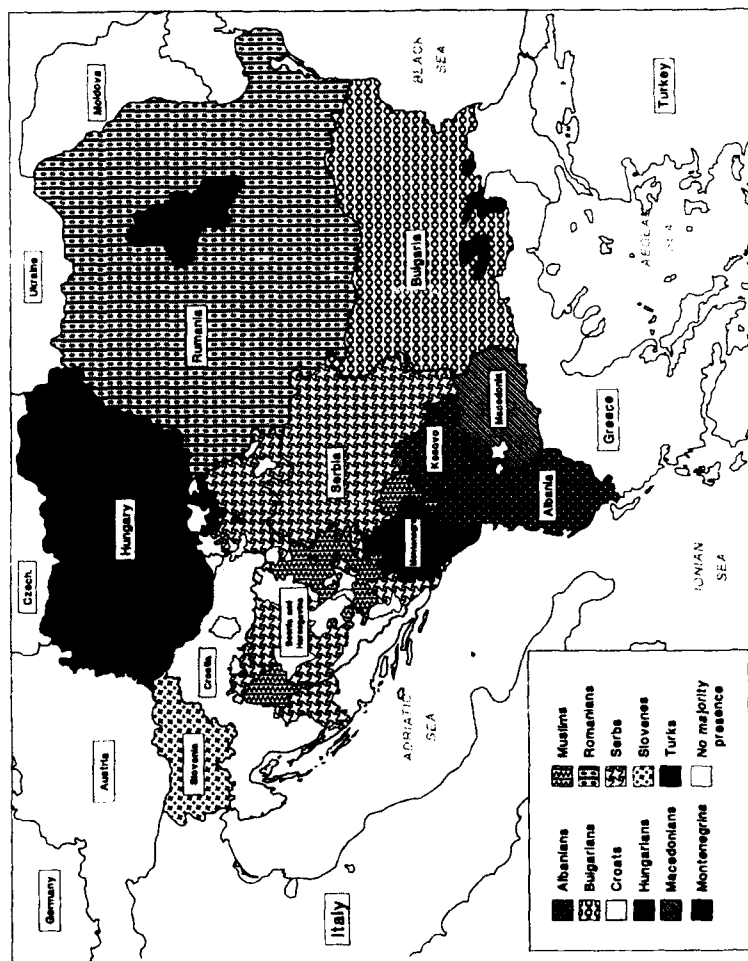 Germany
Austria
Czech.
Ukraine
Moldova
Hungary
Slovenia
Croatia
Rumania
Bosnia and
Herzegovina
Serbia
Italy
ADRIATIC
SEA
Montenegro
Kosovo
Bulgaria
BLACK
SEA
Macedonia
Albania
Greece
Turkey
IONIAN
SEA
AEGEAN
SEA
Albanians
Bulgarians
Croats
Hungarians
Macedonians
Montenegrins
Muslims
Romanians
Serbs
Slovenes
Turks
No majority
presence